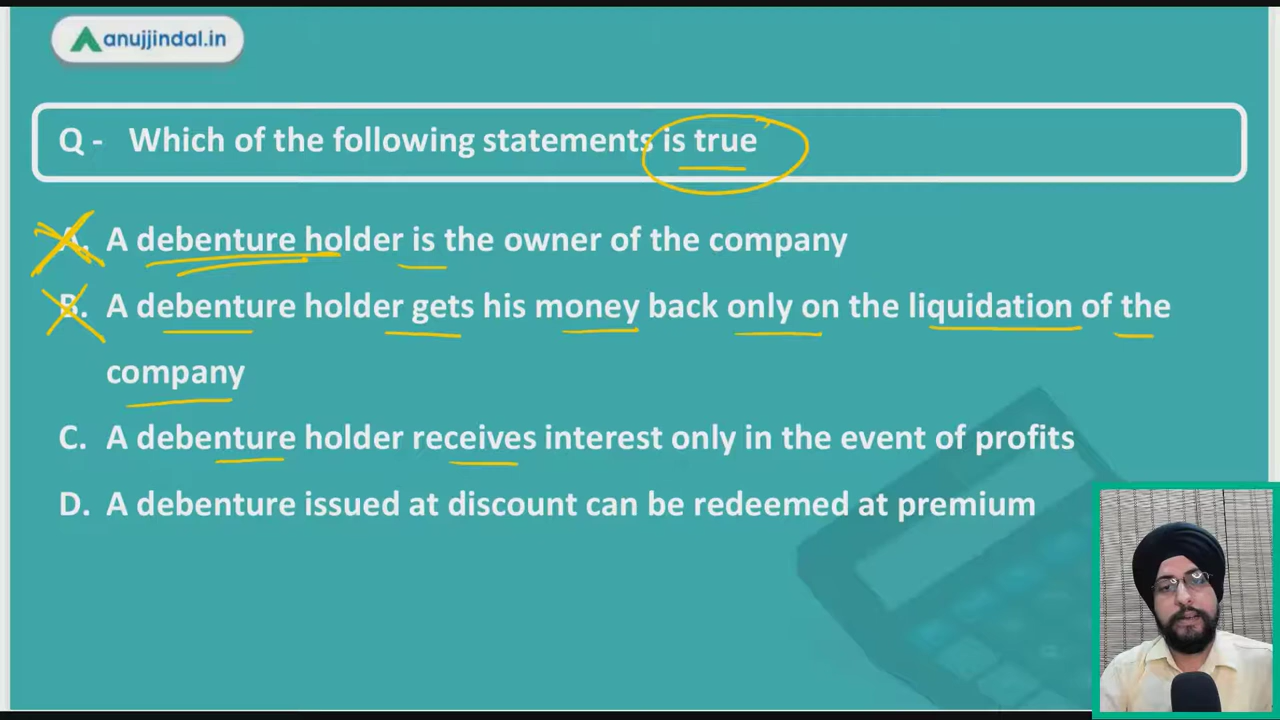 anujjindal.in
Q - Which of the following statements is true
A. A debenture holder is the owner of the company
B. A debenture holder gets his money back only on the liquidation of the
company
C. A debenture holder receives interest only in the event of profits
D. A debenture issued at discount can be redeemed at premium